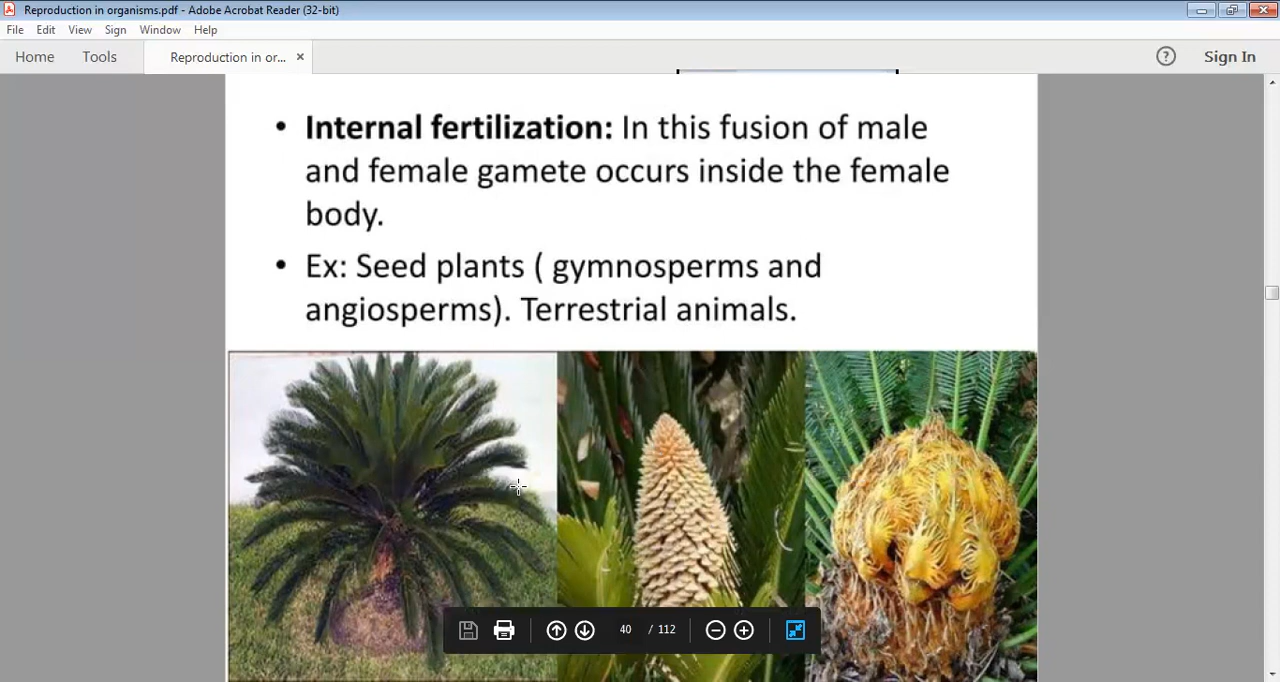 Reproduction in organisms.pdf - Adobe Acrobat Reader (32-bit)
File Edit View Sign Window Help
Home Tools Reproduction in or... × ? Sign In
• Internal fertilization: In this fusion of male
and female gamete occurs inside the female
body.
• Ex: Seed plants ( gymnosperms and
angiosperms). Terrestrial animals.
40 / 112